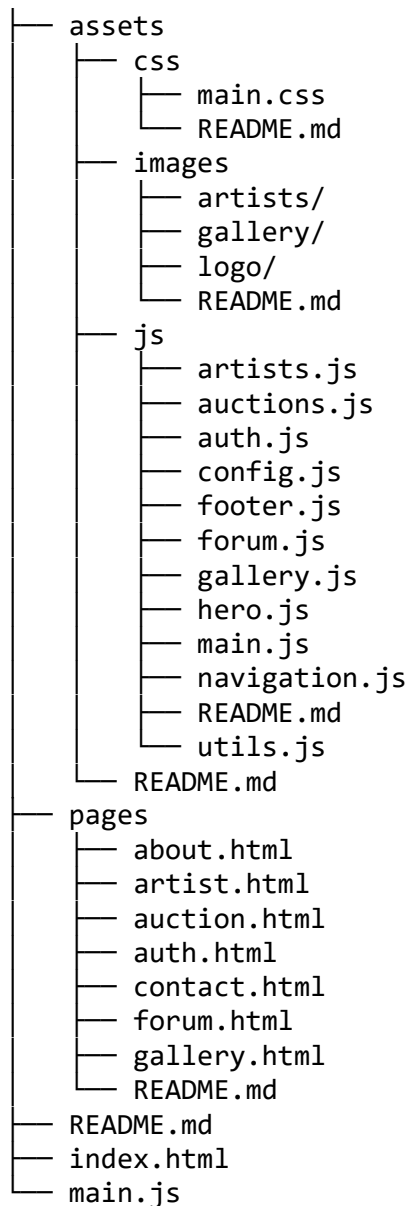 ├── assets
│   ├── css
│   │   ├── main.css
│   │   └── README.md
│   ├── images
│   │   ├── artists/
│   │   ├── gallery/
│   │   ├── logo/
│   │   └── README.md
│   ├── js
│   │   ├── artists.js
│   │   ├── auctions.js
│   │   ├── auth.js
│   │   ├── config.js
│   │   ├── footer.js
│   │   ├── forum.js
│   │   ├── gallery.js
│   │   ├── hero.js
│   │   ├── main.js
│   │   ├── navigation.js
│   │   ├── README.md
│   │   └── utils.js
│   └── README.md
├── pages
│   ├── about.html
│   ├── artist.html
│   ├── auction.html
│   ├── auth.html
│   ├── contact.html
│   ├── forum.html
│   ├── gallery.html
│   └── README.md
├── README.md
├── index.html
└── main.js